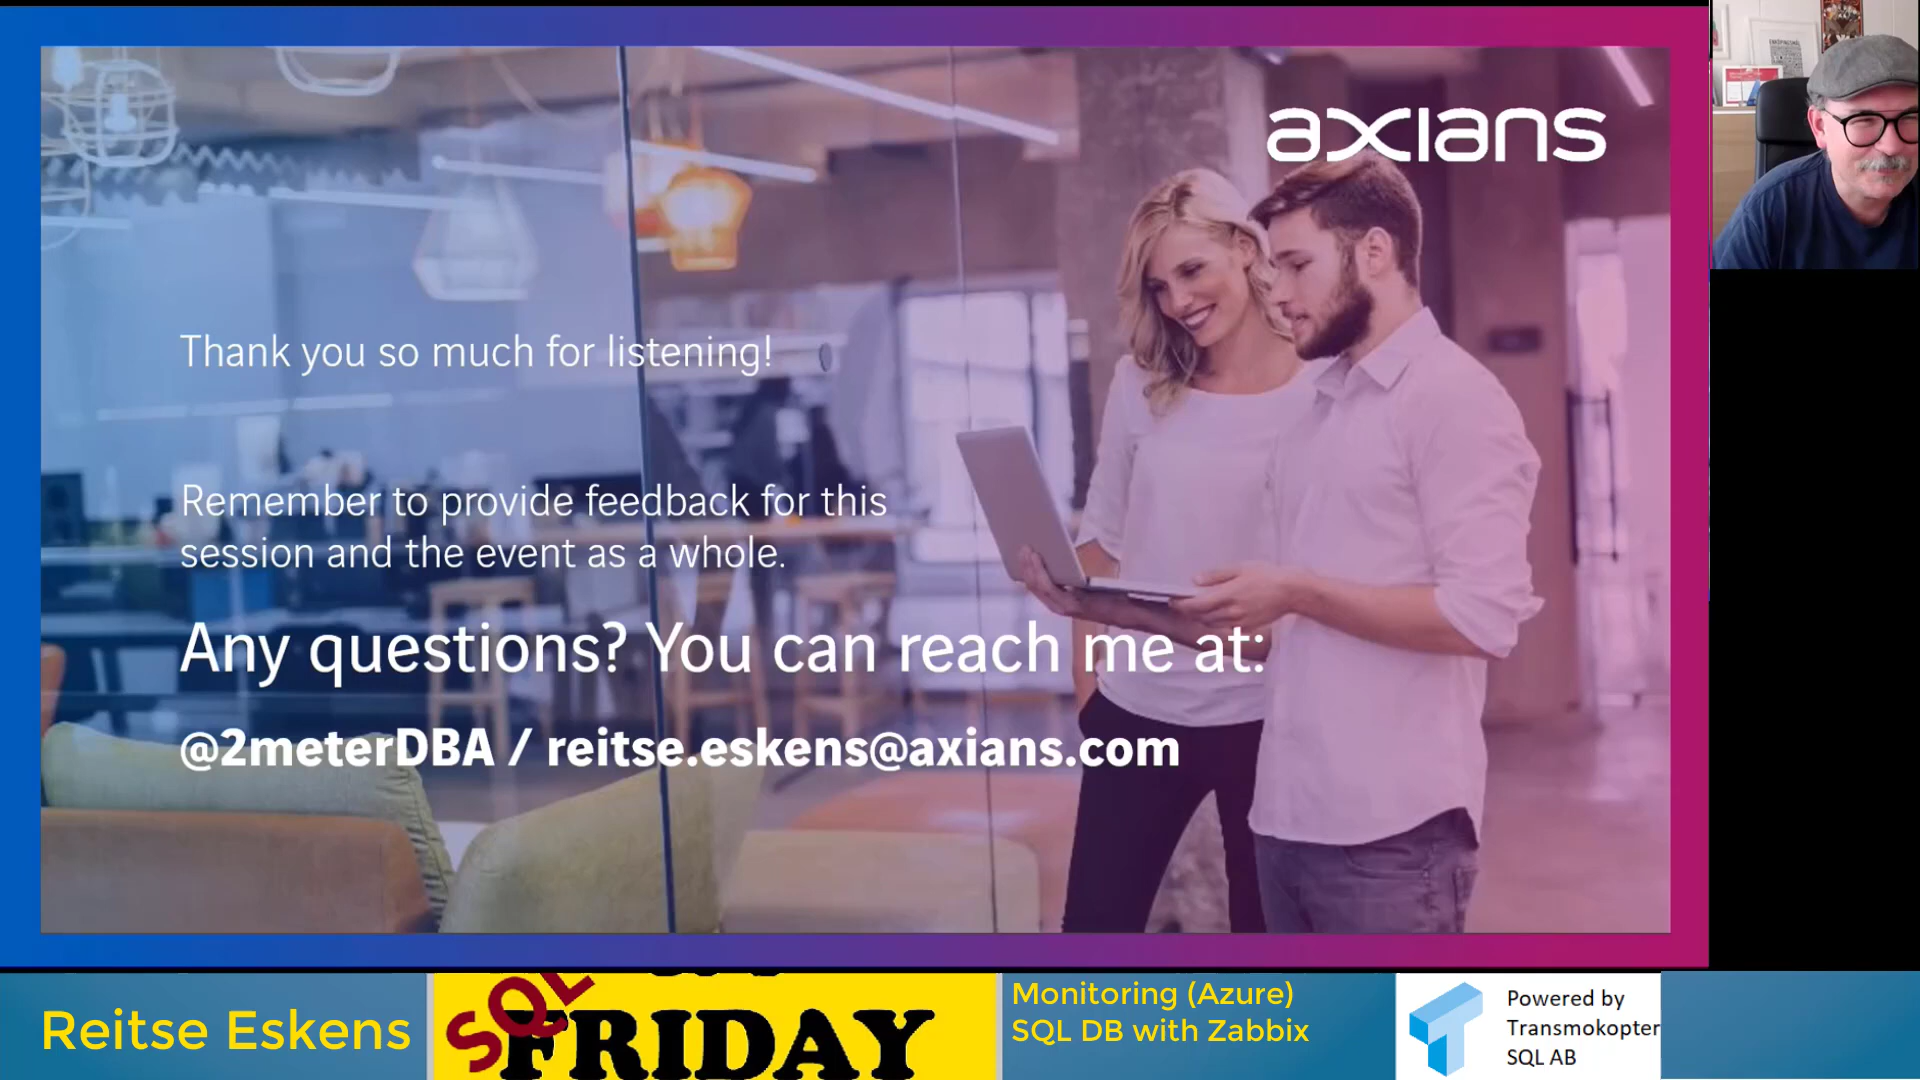 axians
Thank you so much for listening!
Remember to provide feedback for this
session and the event as a whole.
Any questions? You can reach me at:
@2meterDBA / reitse.eskens@axians.com
Reitse Eskens
SQL
FRIDAY
Monitoring (Azure)
SQL DB with Zabbix
Powered by
Transmokopter
SQL AB